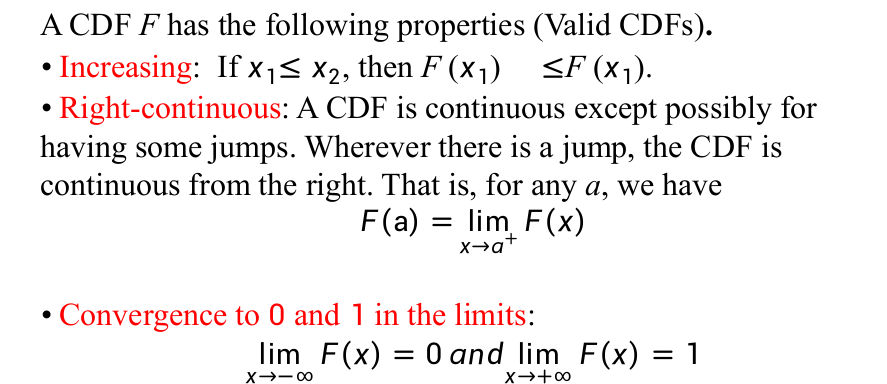 A CDF F has the following properties (Valid CDFs).
• Increasing: If x₁≤ x₂, then F (x₁) ≤F (x₁).
• Right-continuous: A CDF is continuous except possibly for
having some jumps. Wherever there is a jump, the CDF is
continuous from the right. That is, for any a, we have
F(a) = lim F(x)
x→a⁺
• Convergence to 0 and 1 in the limits:
lim F(x) = 0 and lim F(x) = 1
x→−∞ x→+∞